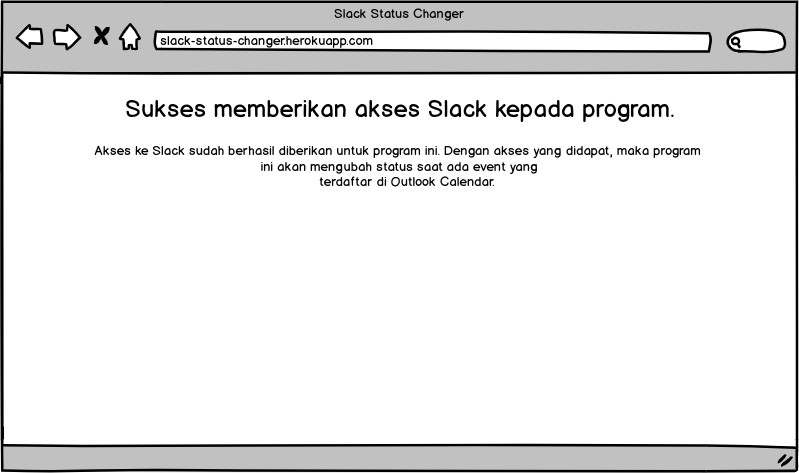 Slack Status Changer
slack-status-changer.herokuapp.com
Sukses memberikan akses Slack kepada program.
Akses ke Slack sudah berhasil diberikan untuk program ini. Dengan akses yang didapat, maka program
ini akan mengubah status saat ada event yang
terdaftar di Outlook Calendar.